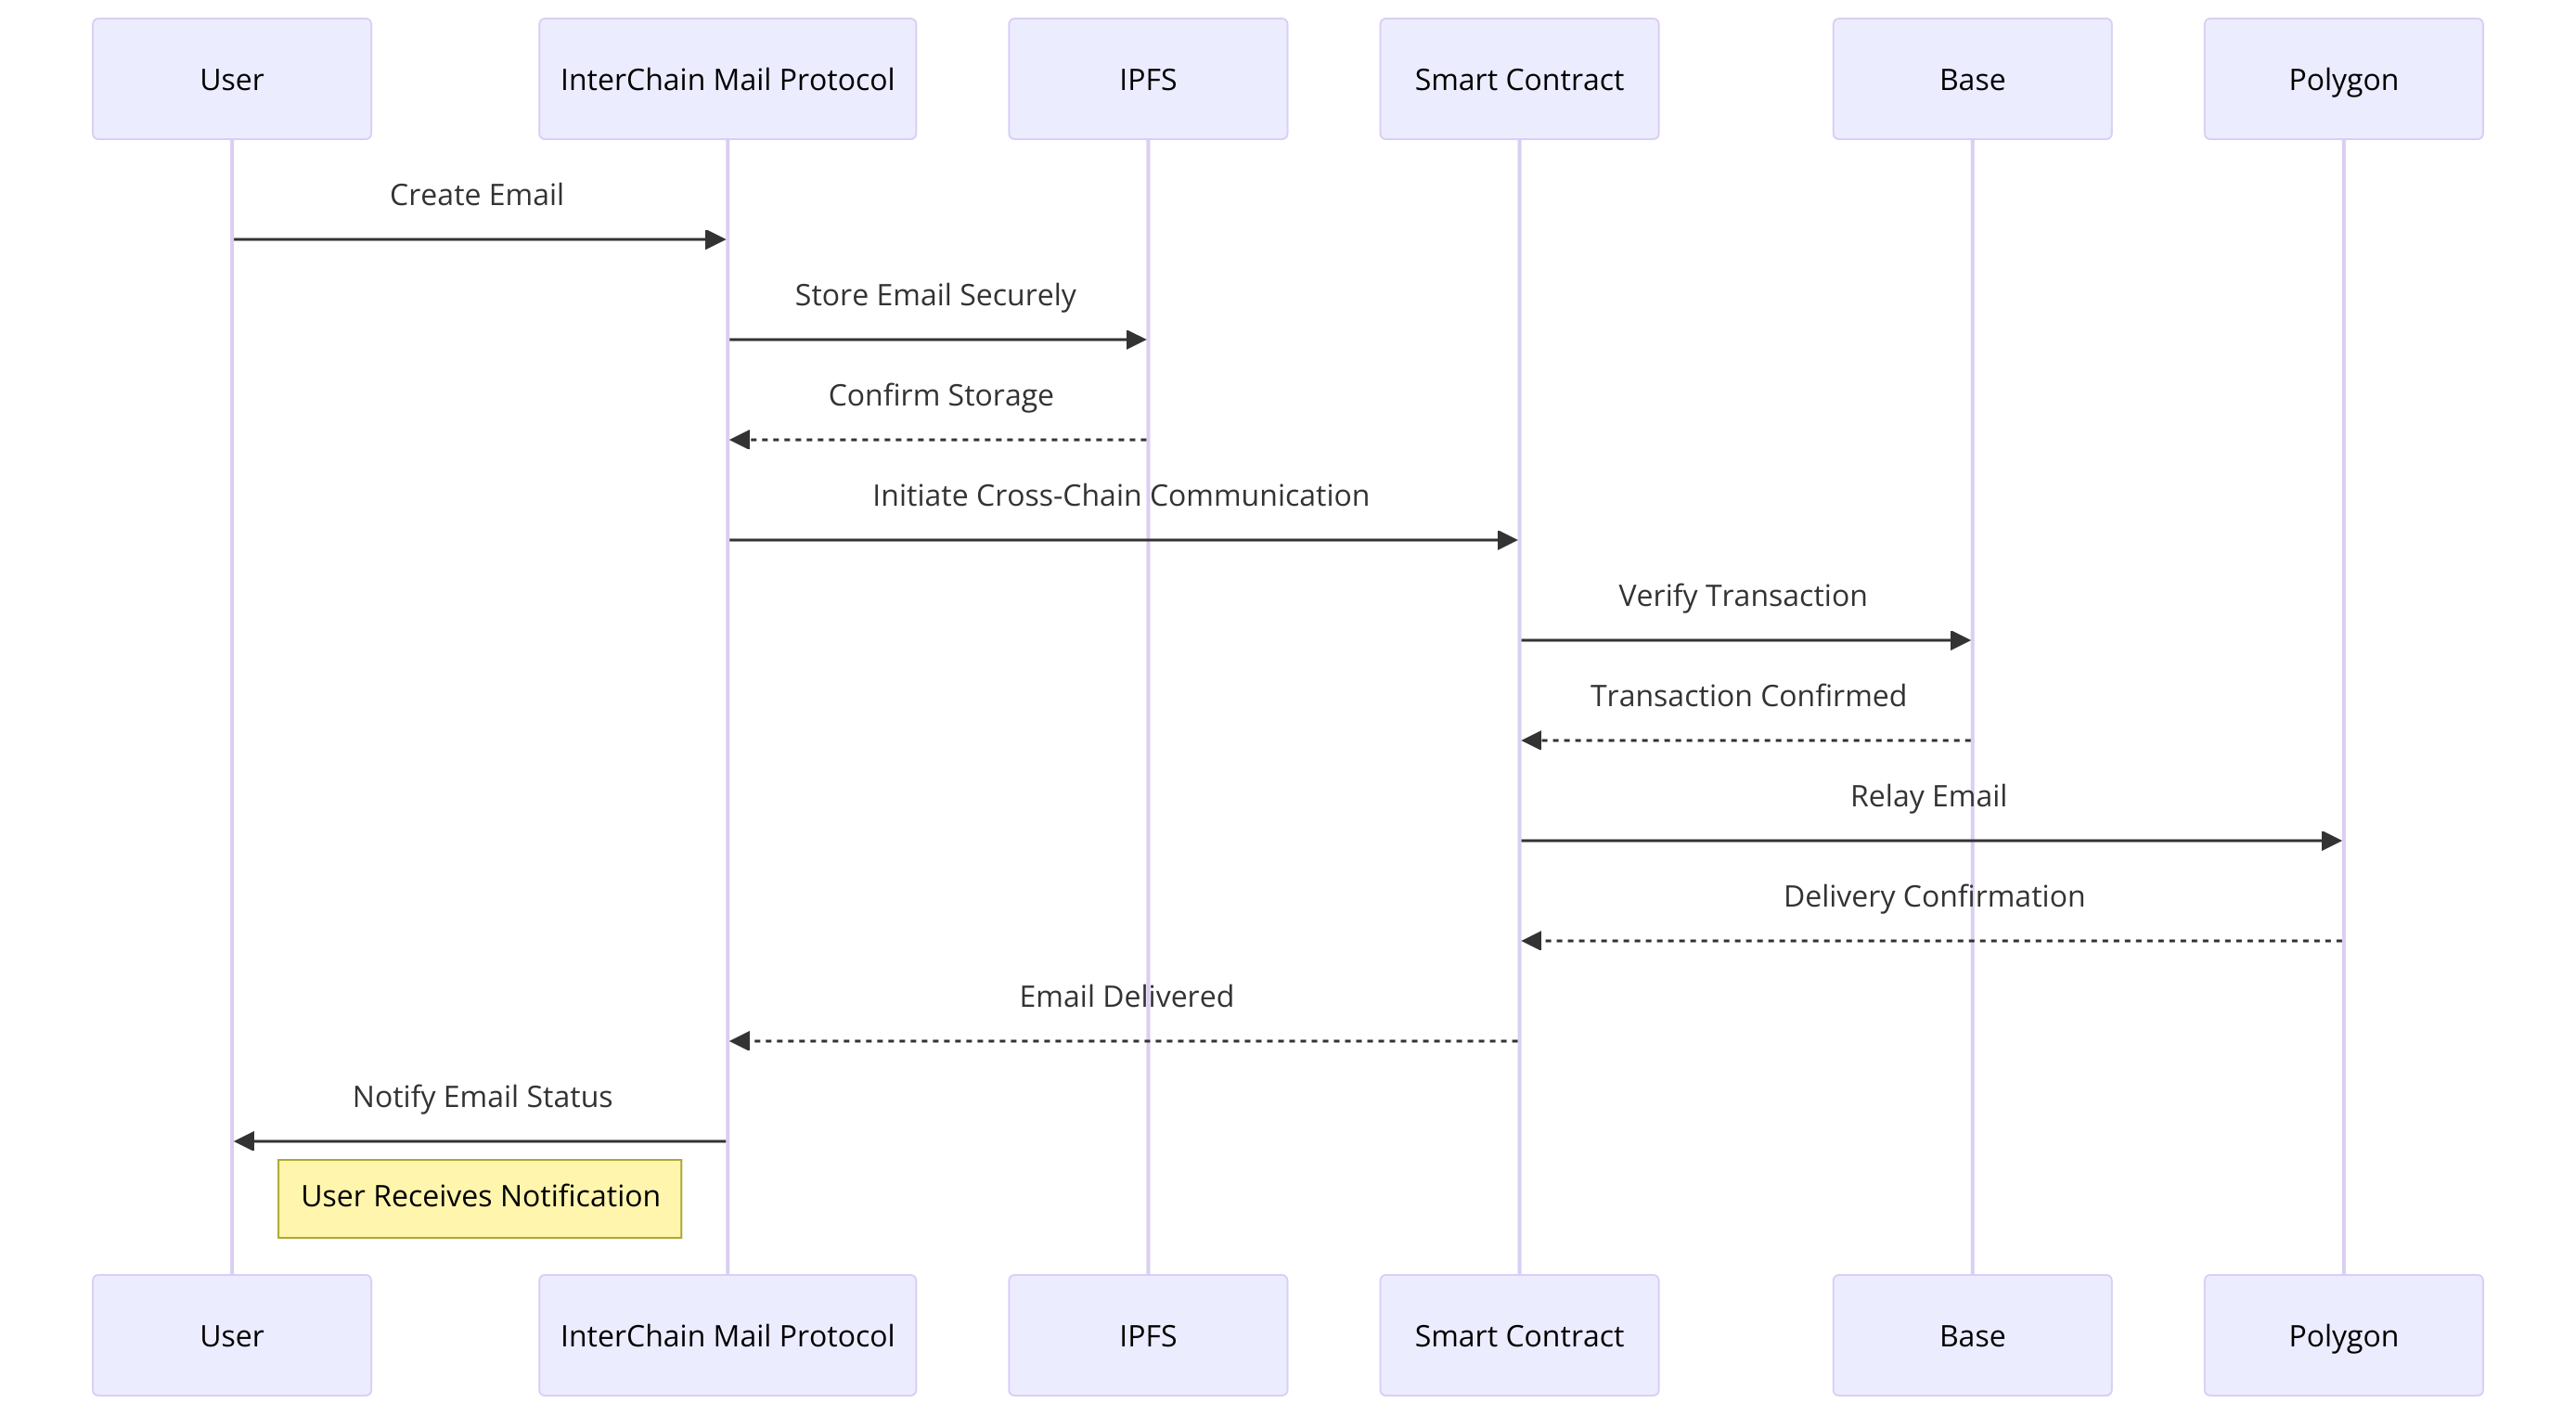 User
InterChain Mail Protocol
IPFS
Smart Contract
Base
Polygon
Create Email
Store Email Securely
Confirm Storage
Initiate Cross-Chain Communication
Verify Transaction
Transaction Confirmed
Relay Email
Delivery Confirmation
Email Delivered
Notify Email Status
User Receives Notification
User
InterChain Mail Protocol
IPFS
Smart Contract
Base
Polygon